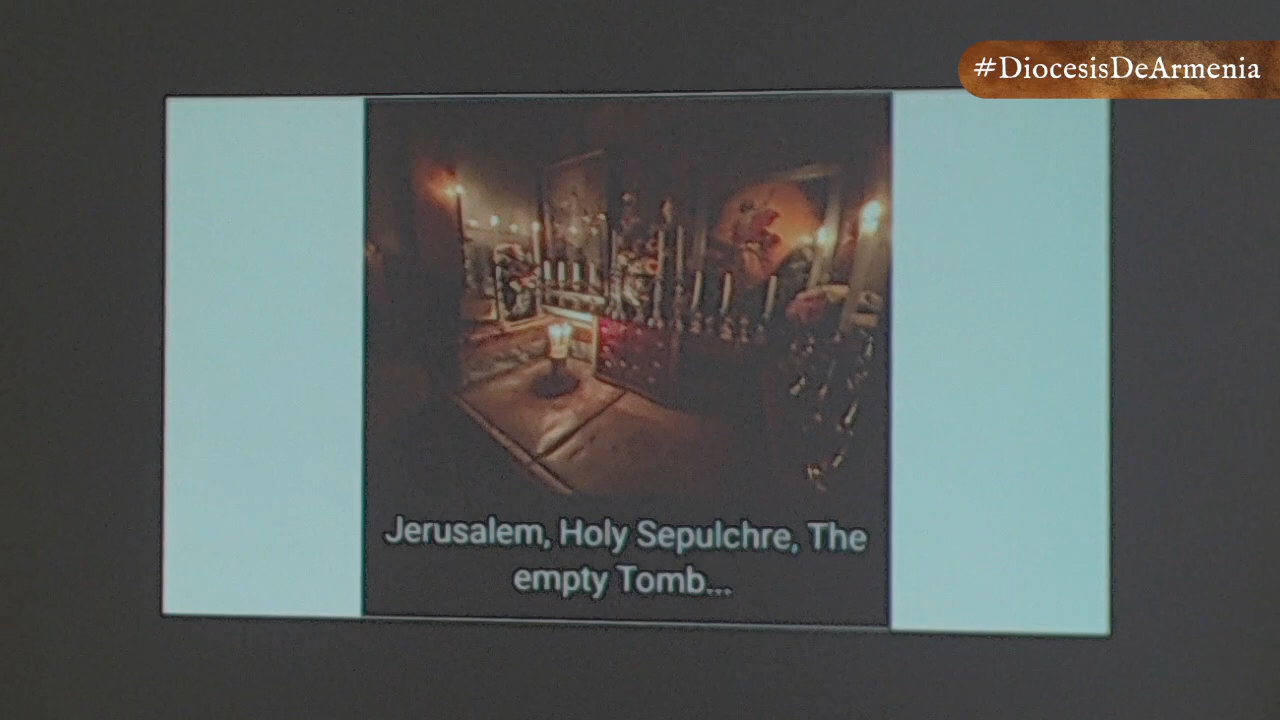 #DiocesisDeArmenia
Jerusalem, Holy Sepulchre, The
empty Tomb...